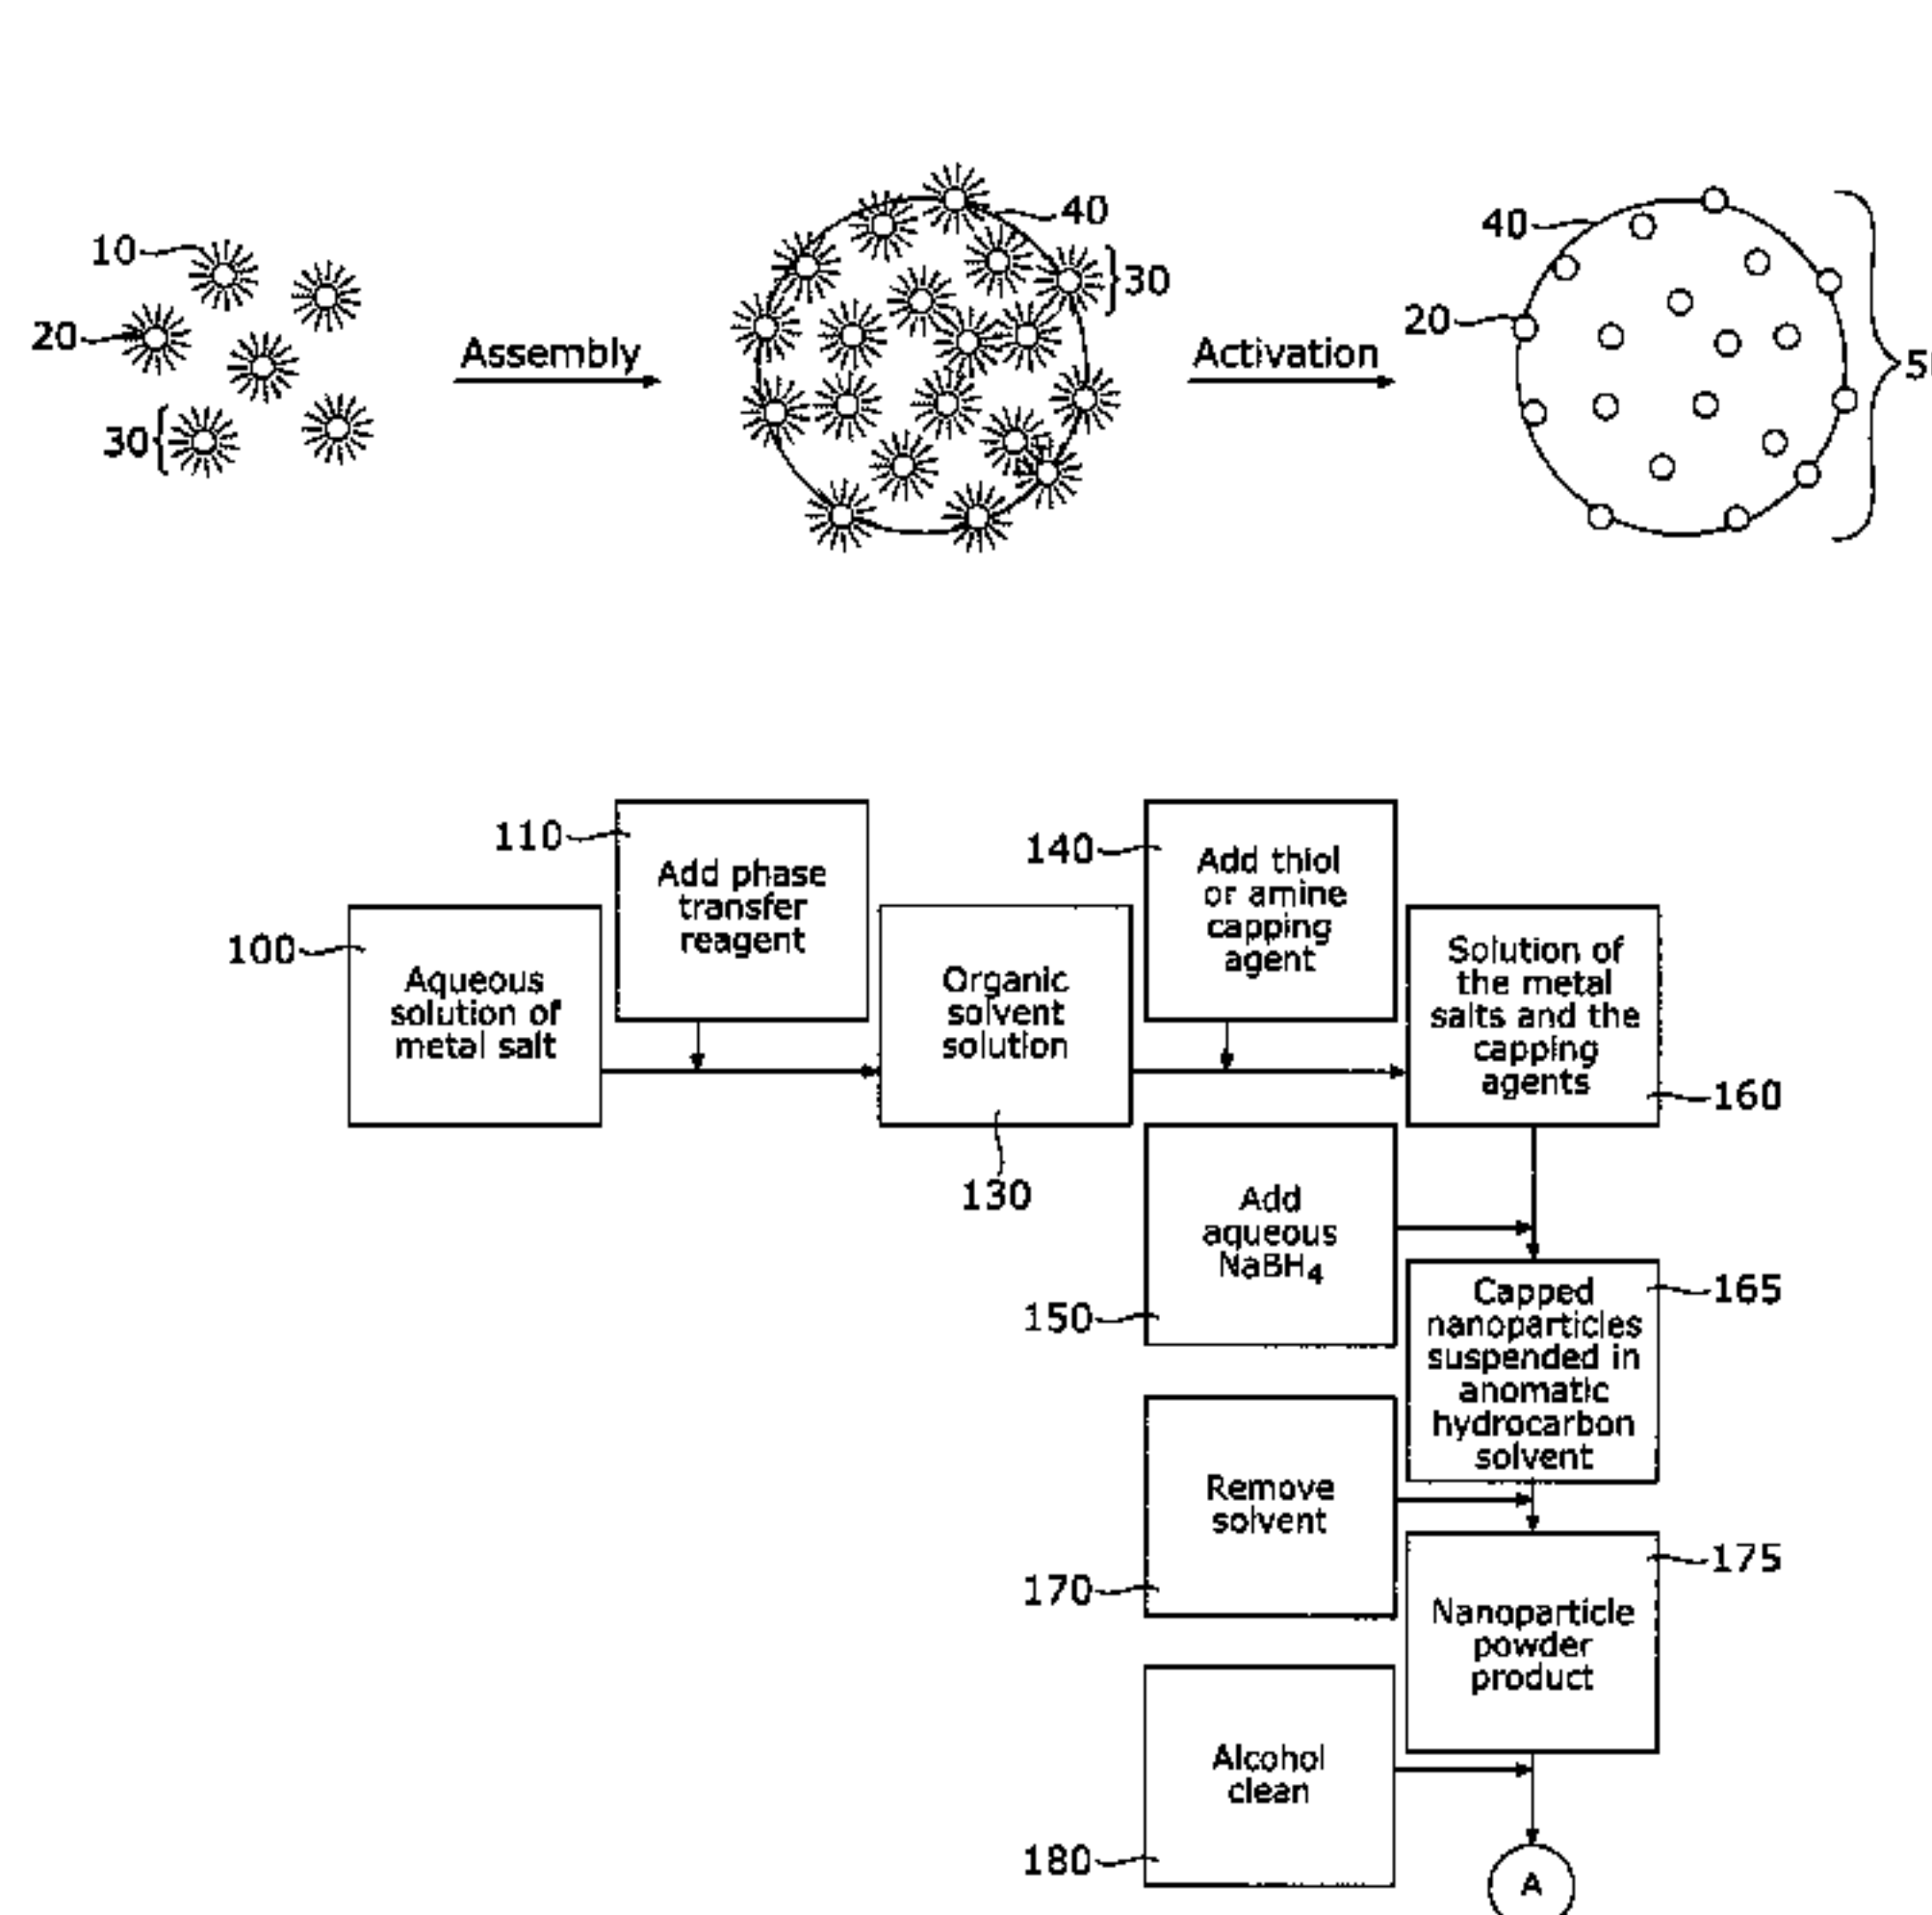 10
20
30
Assembly
40
30
Activation
40
20
5
110
Add phase
transfer
reagent
140
Add thiol
or amine
capping
agent
100
Aqueous
solution of
metal salt
Organic
solvent
solution
130
Solution of
the metal
salts and the
capping
agents
160
Add
aqueous
NaBH4
150
Capped
nanoparticles
suspended in
anomatic
hydrocarbon
solvent
165
Remove
solvent
170
Nanoparticle
powder
product
175
Alcohol
clean
180
A